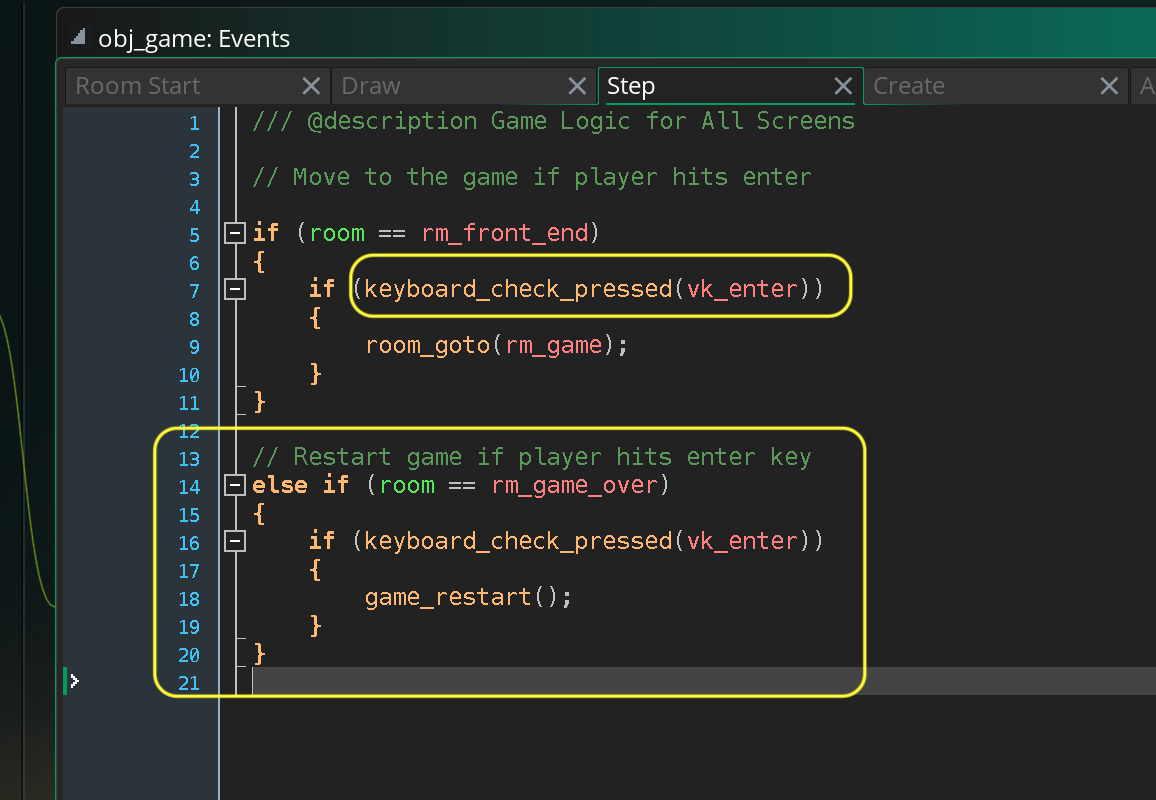 obj_game: Events
Room Start Draw Step Create A
1 /// @description Game Logic for All Screens
2
3 // Move to the game if player hits enter
4
5 if (room == rm_front_end)
6 {
7 if (keyboard_check_pressed(vk_enter))
8 {
9 room_goto(rm_game);
10 }
11 }
12
13 // Restart game if player hits enter key
14 else if (room == rm_game_over)
15 {
16 if (keyboard_check_pressed(vk_enter))
17 {
18 game_restart();
19 }
20 }
21